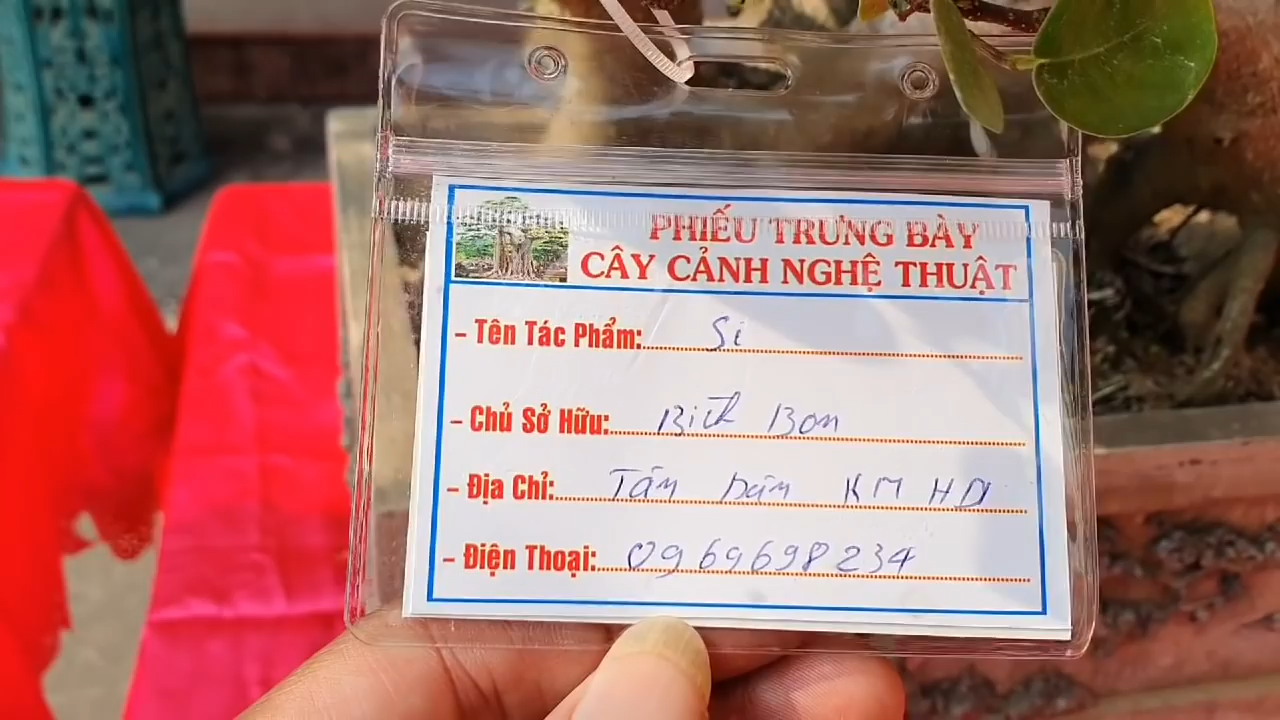 PHIẾU TRƯNG BÀY
CÂY CẢNH NGHỆ THUẬT
– Tên Tác Phẩm: Si
– Chủ Sở Hữu: Bích Bon
– Địa Chỉ: Tân Dân KM HD
– Điện Thoại: 0969698234